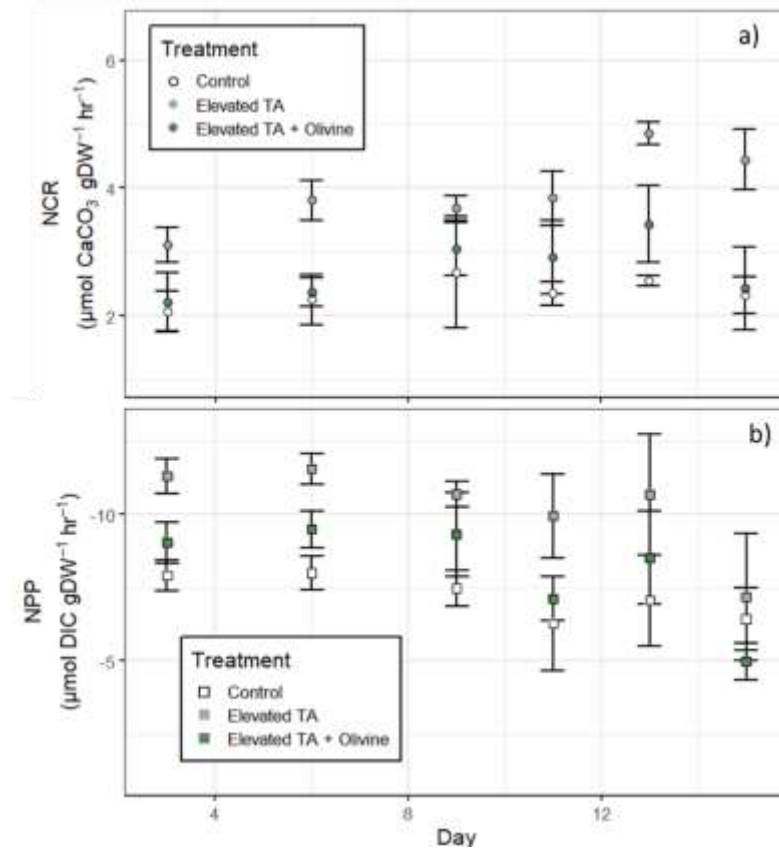 a)
Treatment
Control
Elevated TA
Elevated TA + Olivine
6
4
2
NCR
(µmol CaCO₃ gDW⁻¹ hr⁻¹)
b)
-10
-5
NPP
(µmol DIC gDW⁻¹ hr⁻¹)
Treatment
Control
Elevated TA
Elevated TA + Olivine
4 8 12
Day